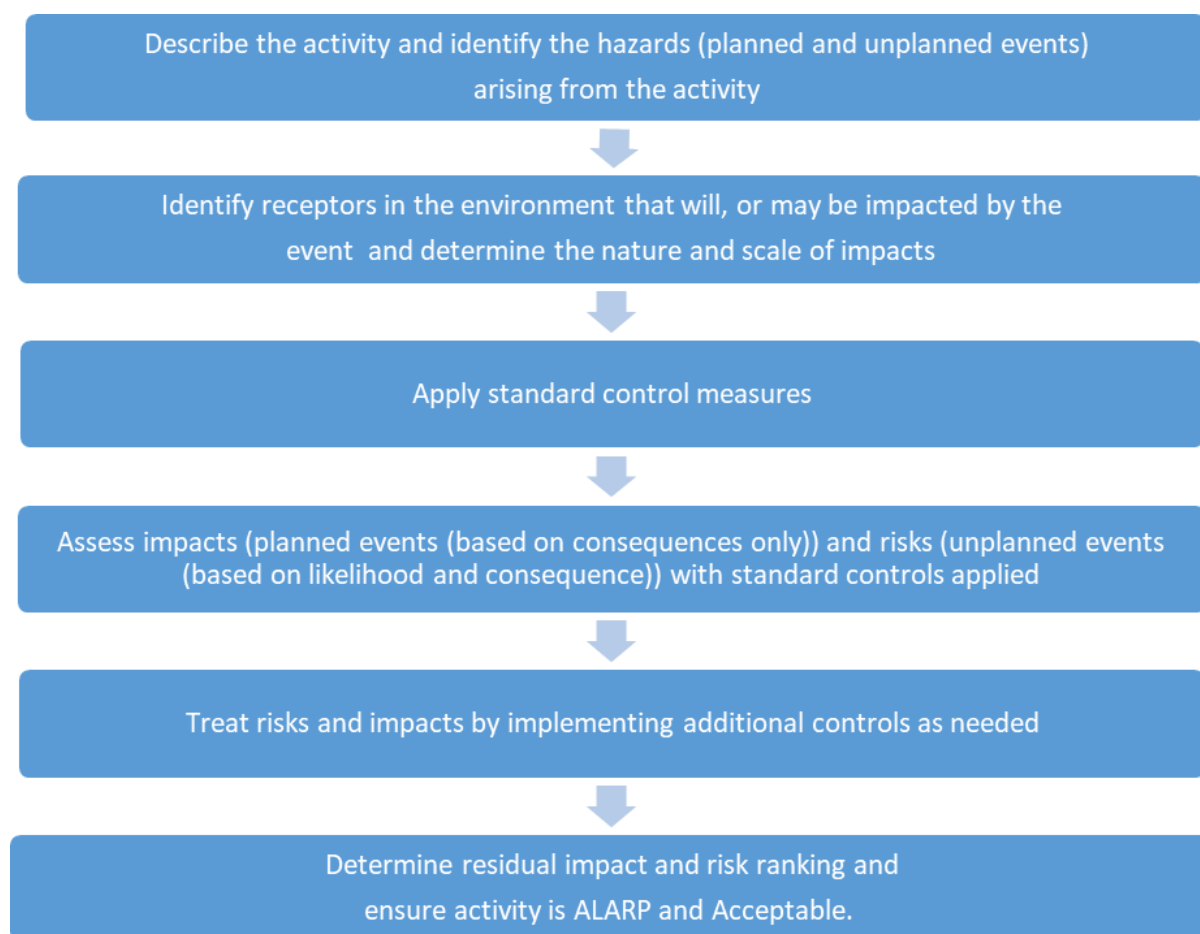 Describe the activity and identify the hazards (planned and unplanned events)
arising from the activity
Identify receptors in the environment that will, or may be impacted by the
event  and determine the nature and scale of impacts
Apply standard control measures
Assess impacts (planned events (based on consequences only)) and risks (unplanned events
(based on likelihood and consequence)) with standard controls applied
Treat risks and impacts by implementing additional controls as needed
Determine residual impact and risk ranking and
ensure activity is ALARP and Acceptable.